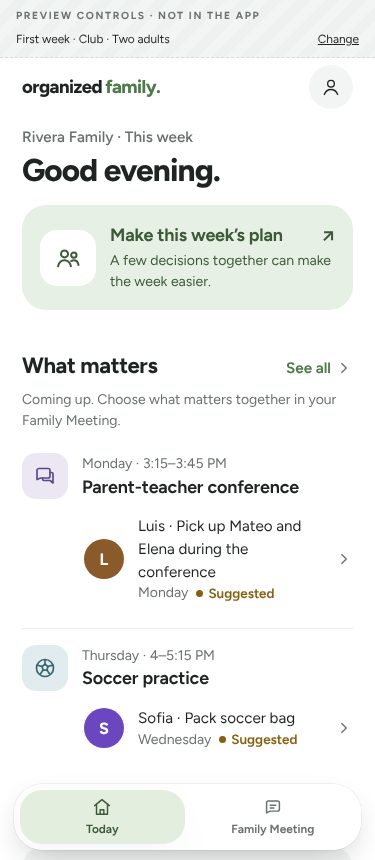 PREVIEW CONTROLS · NOT IN THE APP
First week · Club · Two adults
Change
organized family.
Rivera Family · This week
Good evening.
Make this week’s plan
A few decisions together can make
the week easier.
What matters
See all
Coming up. Choose what matters together in your
Family Meeting.
Monday · 3:15–3:45 PM
Parent-teacher conference
L
Luis · Pick up Mateo and
Elena during the
conference
Monday
Suggested
Thursday · 4–5:15 PM
Soccer practice
S
Sofia · Pack soccer bag
Wednesday
Suggested
Today
Family Meeting